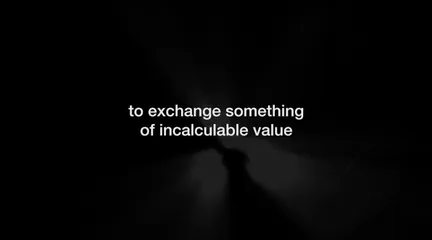 to exchange something
of incalculable value